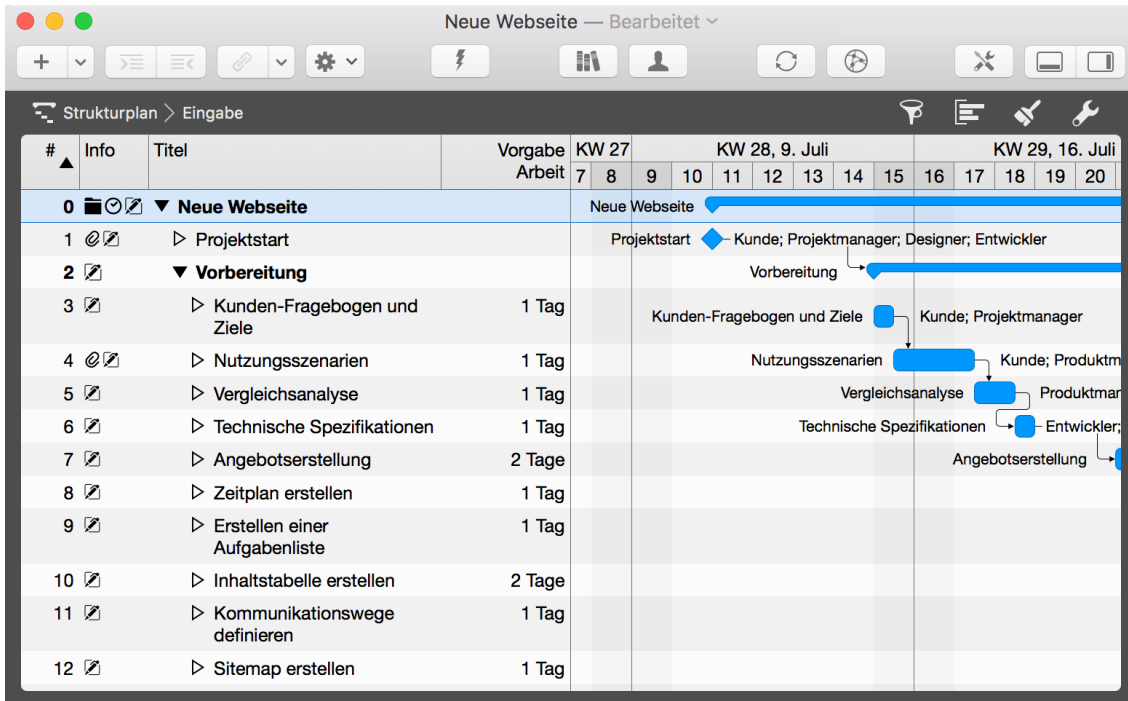 Neue Webseite — Bearbeitet
Strukturplan > Eingabe
# Info Titel Vorgabe Arbeit KW 27 KW 28, 9. Juli KW 29, 16. Juli
7 8 9 10 11 12 13 14 15 16 17 18 19 20
0 Neue Webseite Neue Webseite
1 Projektstart Projektstart Kunde; Projektmanager; Designer; Entwickler
2 Vorbereitung Vorbereitung
3 Kunden-Fragebogen und Ziele 1 Tag Kunden-Fragebogen und Ziele Kunde; Projektmanager
4 Nutzungsszenarien 1 Tag Nutzungsszenarien Kunde; Produktm
5 Vergleichsanalyse 1 Tag Vergleichsanalyse Produktmar
6 Technische Spezifikationen 1 Tag Technische Spezifikationen Entwickler;
7 Angebotserstellung 2 Tage Angebotserstellung
8 Zeitplan erstellen 1 Tag
9 Erstellen einer Aufgabenliste 1 Tag
10 Inhaltstabelle erstellen 2 Tage
11 Kommunikationswege definieren 1 Tag
12 Sitemap erstellen 1 Tag